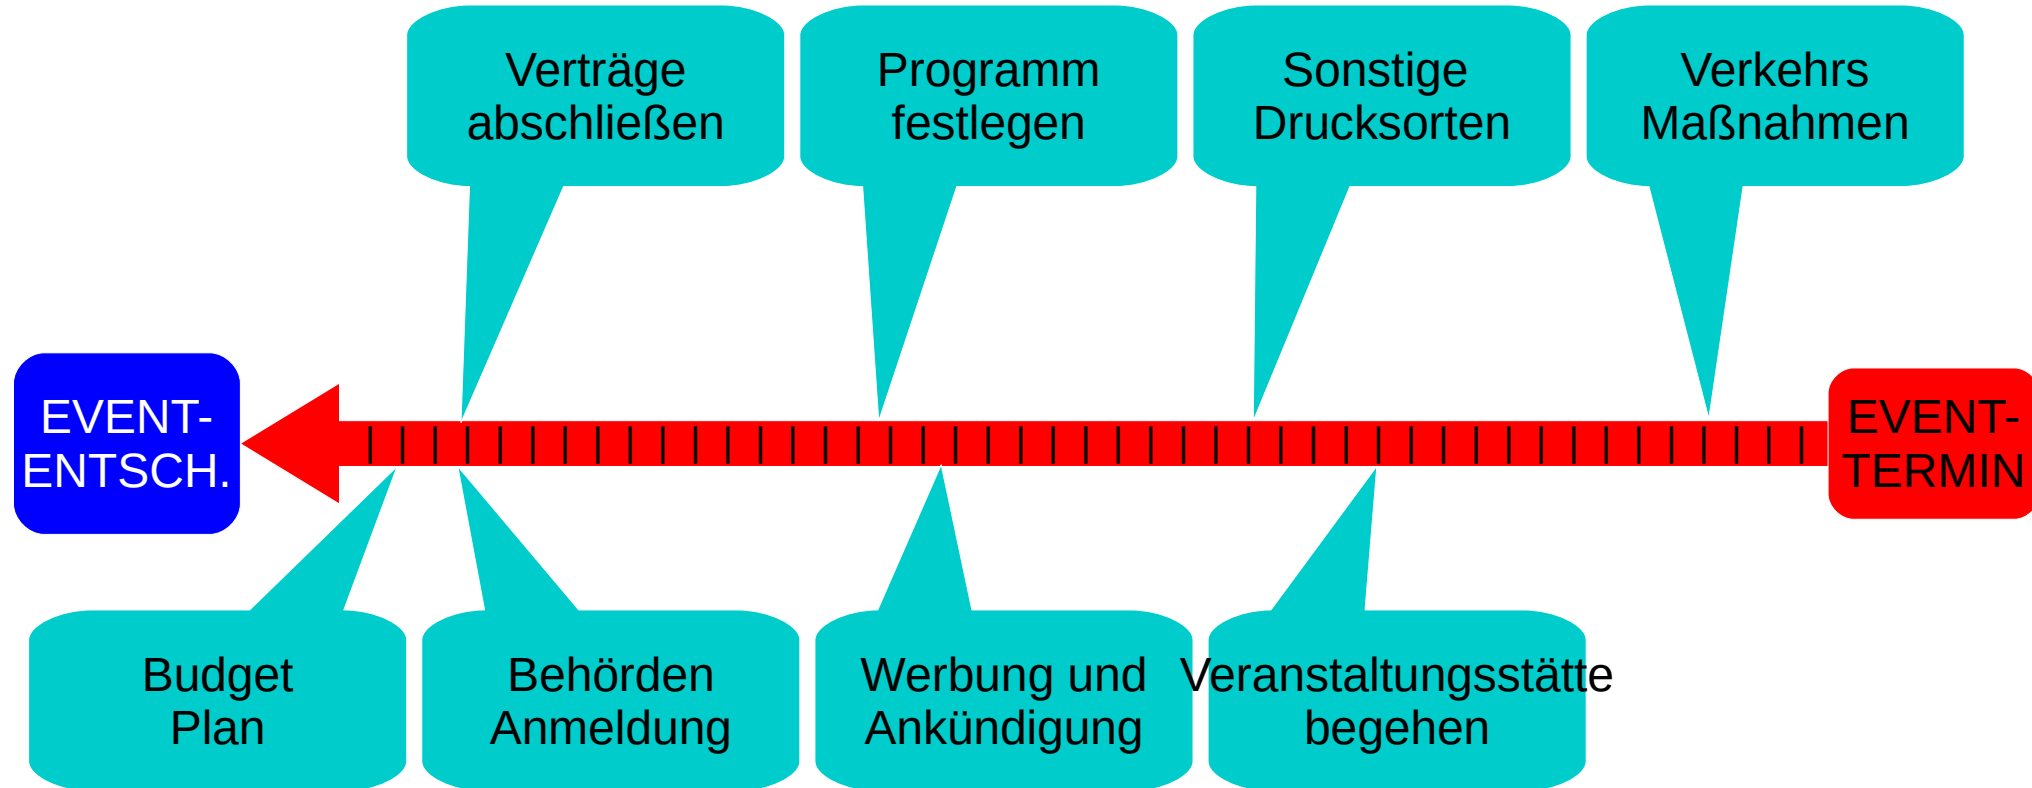 Verträge
abschließen
Programm
festlegen
Sonstige
Drucksorten
Verkehrs
Maßnahmen
EVENT-
ENTSCH.
EVENT-
TERMIN
Budget
Plan
Behörden
Anmeldung
Werbung und
Ankündigung
Veranstaltungsstätte
begehen